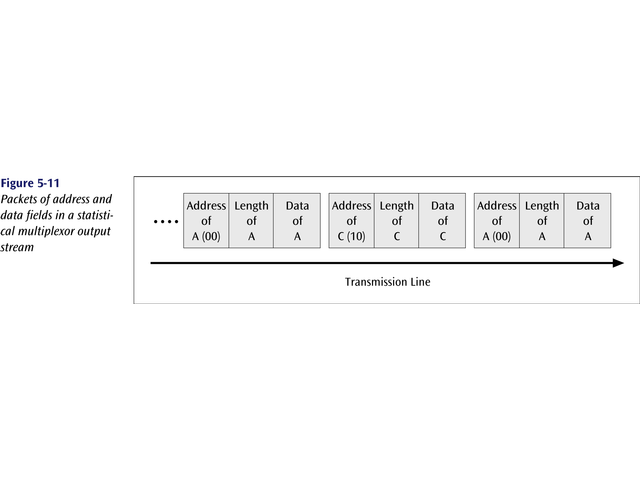 Figure 5-11
Packets of address and
data fields in a statisti-
cal multiplexor output
stream
....
Address
of
A (00)
Length
of
A
Data
of
A
Address
of
C (10)
Length
of
C
Data
of
C
Address
of
A (00)
Length
of
A
Data
of
A
Transmission Line